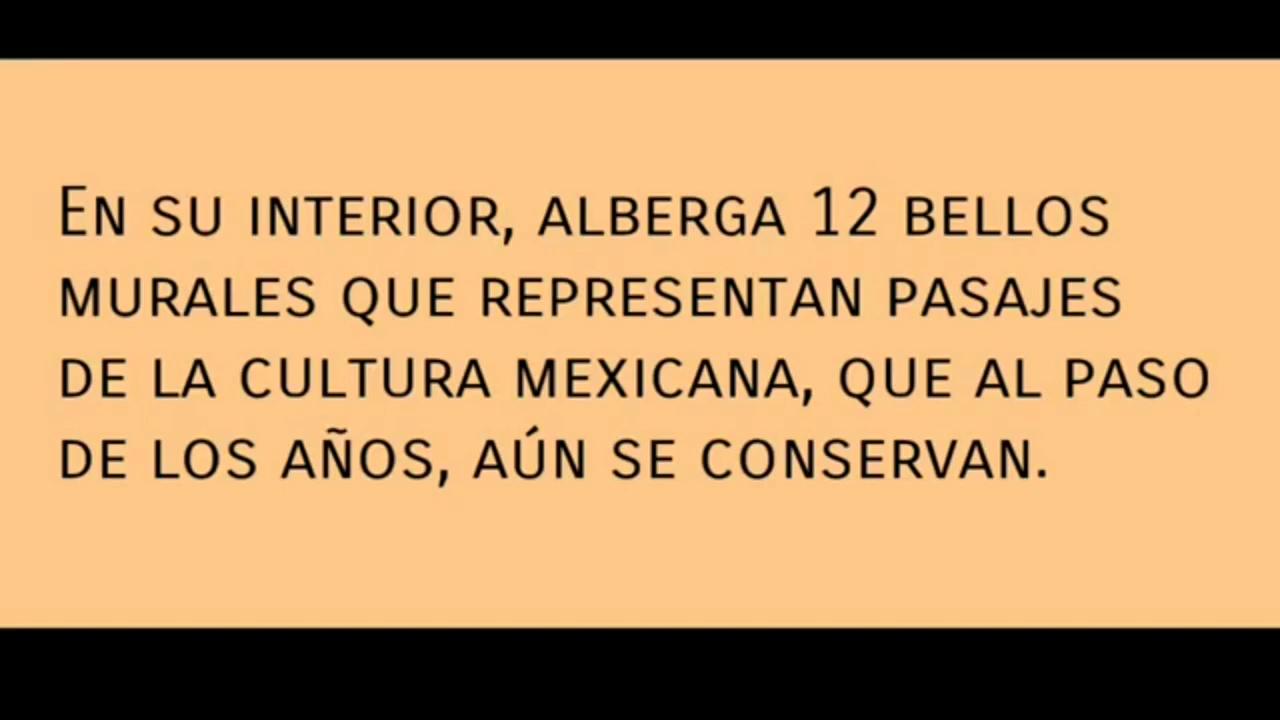 En su interior, alberga 12 bellos
murales que representan pasajes
de la cultura mexicana, que al paso
de los años, aún se conservan.